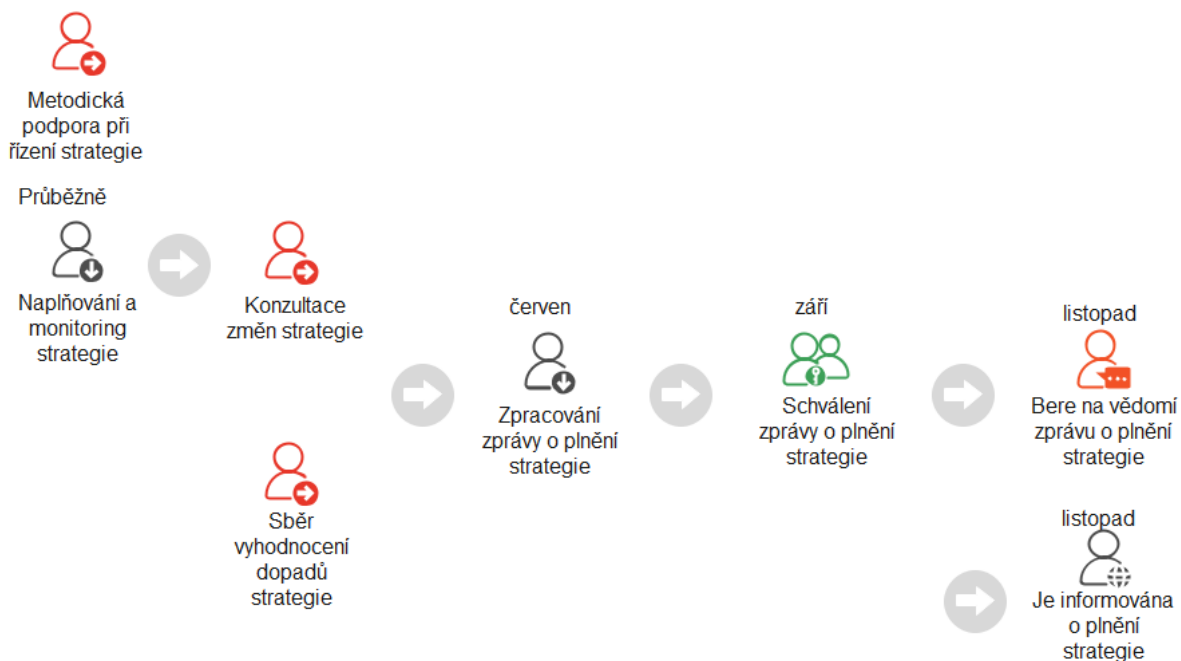 Metodická
podpora při
řízení strategie
Průběžně
Naplňování a
monitoring
strategie
Konzultace
změn strategie
Sběr
vyhodnocení
dopadů
strategie
červen
Zpracování
zprávy o plnění
strategie
září
Schválení
zprávy o plnění
strategie
listopad
Bere na vědomí
zprávu o plnění
strategie
listopad
Je informována
o plnění
strategie